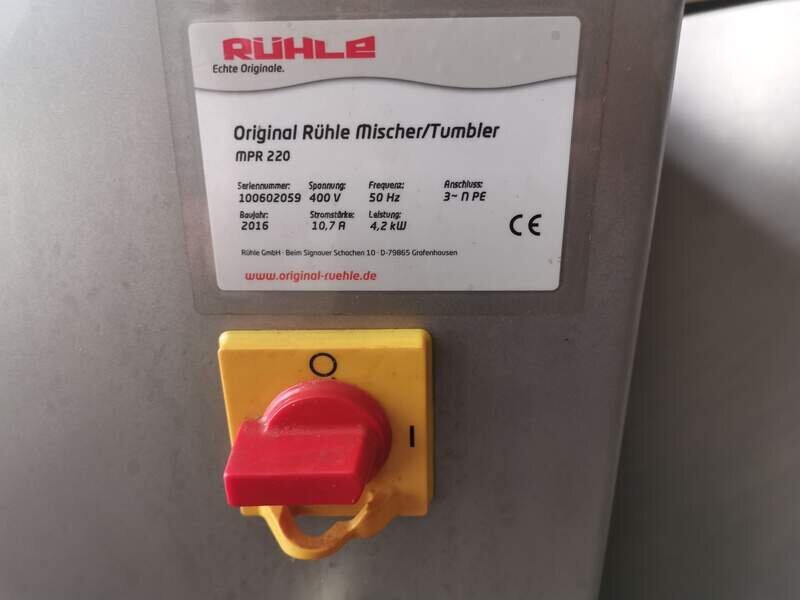 RÜHLE
Echte Originale.
Original Rühle Mischer/Tumbler
MPR 220
Seriennummer: Spannung: Frequenz: Anschluss:
100602059 400 V 50 Hz 3~ N PE
Baujahr: Stromstärke: Leistung:
2016 10,7 A 4,2 kW
CE
Rühle GmbH · Beim Signauer Schachen 10 · D-79865 Grafenhausen
www.original-ruehle.de
O
I